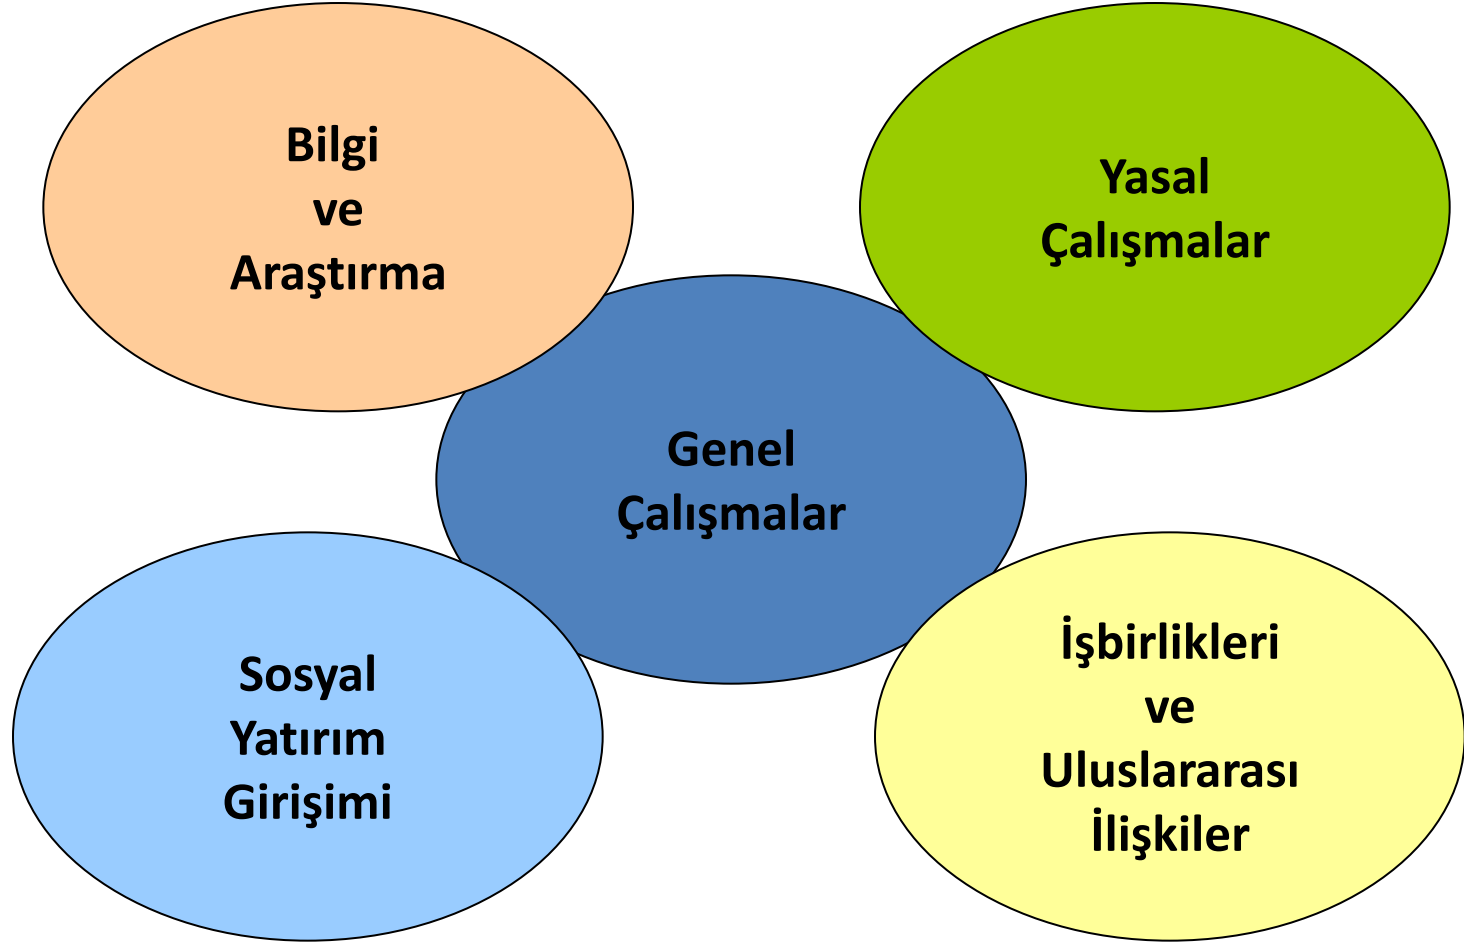 Bilgi
ve
Araştırma
Yasal
Çalışmalar
Genel
Çalışmalar
Sosyal
Yatırım
Girişimi
İşbirlikleri
ve
Uluslararası
İlişkiler